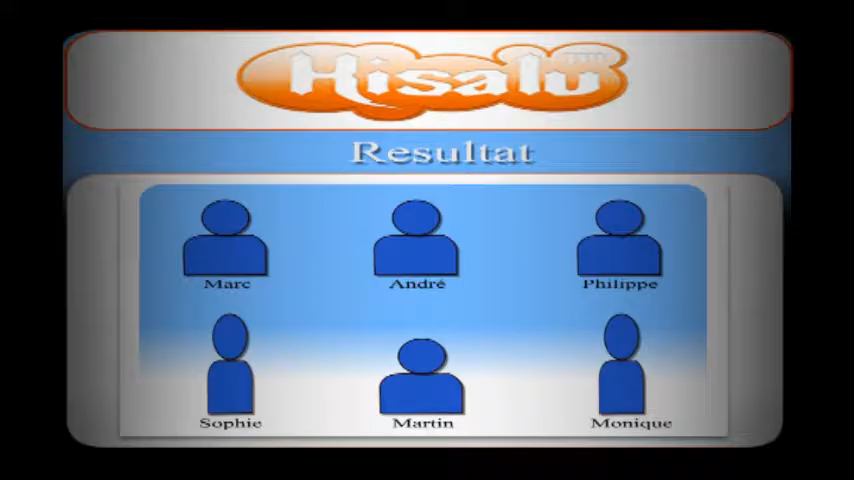 Hisalu
Resultat
Marc
André
Philippe
Sophie
Martin
Monique